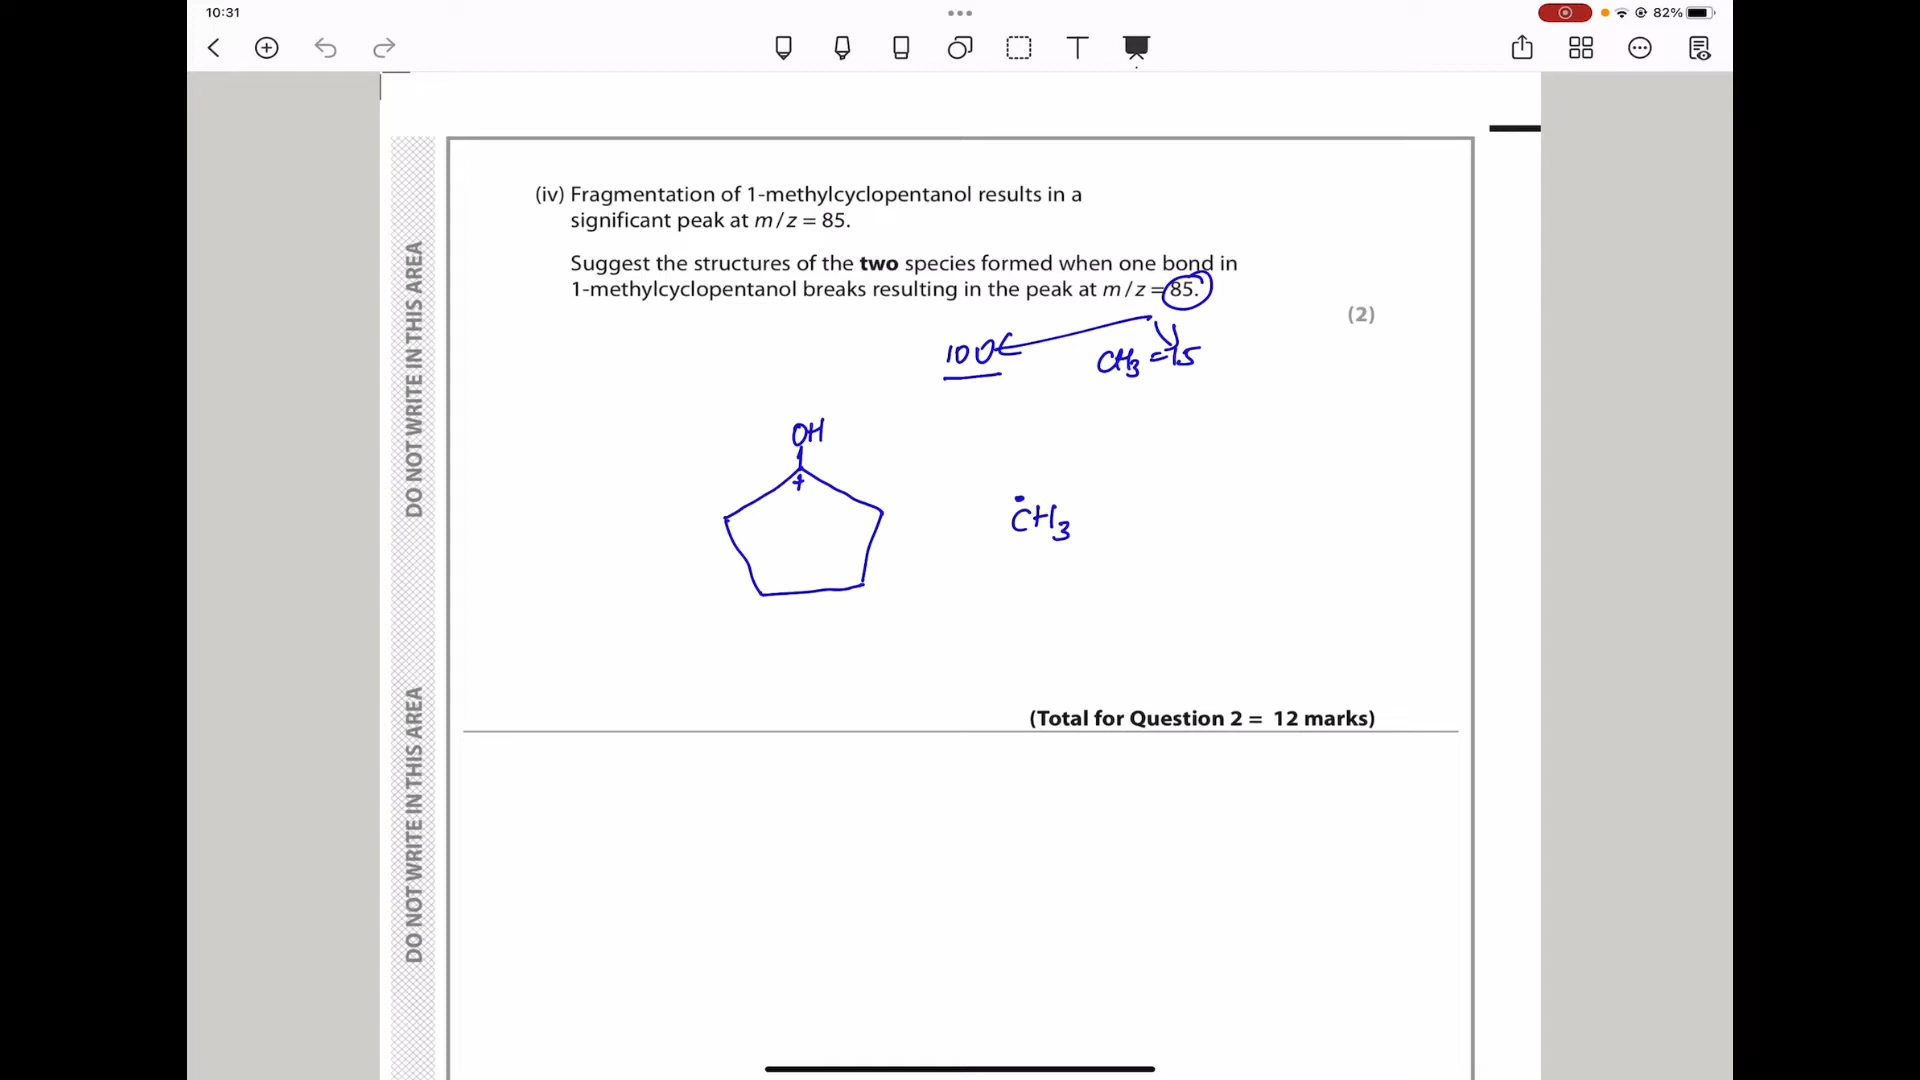 10:31
82%
(iv) Fragmentation of 1-methylcyclopentanol results in a
significant peak at m/z = 85.
Suggest the structures of the two species formed when one bond in
1-methylcyclopentanol breaks resulting in the peak at m/z = 85.
(2)
100
CH3 = 15
OH
+
•CH3
(Total for Question 2 = 12 marks)
DO NOT WRITE IN THIS AREA
DO NOT WRITE IN THIS AREA
T